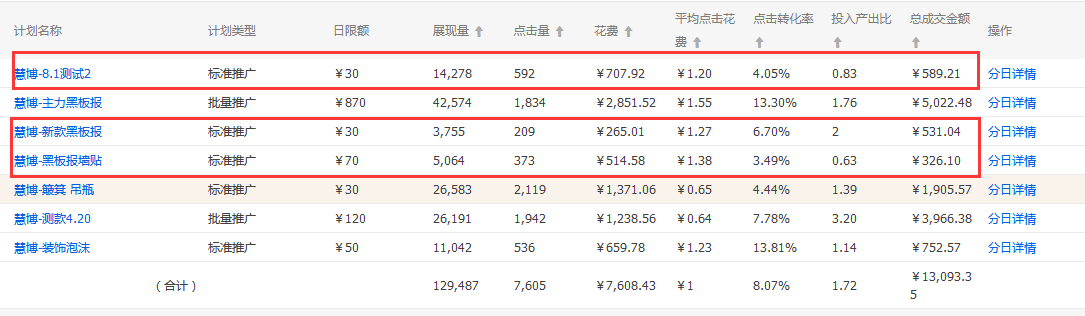 计划名称 计划类型 日限额 展现量 点击量 花费 平均点击花费 点击转化率 投入产出比 总成交金额 操作
慧博-8.1测试2 标准推广 ￥30 14,278 592 ￥707.92 ￥1.20 4.05% 0.83 ￥589.21 分日详情
慧博-主力黑板报 批量推广 ￥870 42,574 1,834 ￥2,851.52 ￥1.55 13.30% 1.76 ￥5,022.48 分日详情
慧博-新款黑板报 标准推广 ￥30 3,755 209 ￥265.01 ￥1.27 6.70% 2 ￥531.04 分日详情
慧博-黑板报墙贴 标准推广 ￥70 5,064 373 ￥514.58 ￥1.38 3.49% 0.63 ￥326.10 分日详情
慧博-簸箕 吊瓶 标准推广 ￥30 26,583 2,119 ￥1,371.06 ￥0.65 4.44% 1.39 ￥1,905.57 分日详情
慧博-测款4.20 批量推广 ￥120 26,191 1,942 ￥1,238.56 ￥0.64 7.78% 3.20 ￥3,966.38 分日详情
慧博-装饰泡沫 标准推广 ￥50 11,042 536 ￥659.78 ￥1.23 13.81% 1.14 ￥752.57 分日详情
（合计） 129,487 7,605 ￥7,608.43 ￥1 8.07% 1.72 ￥13,093.35